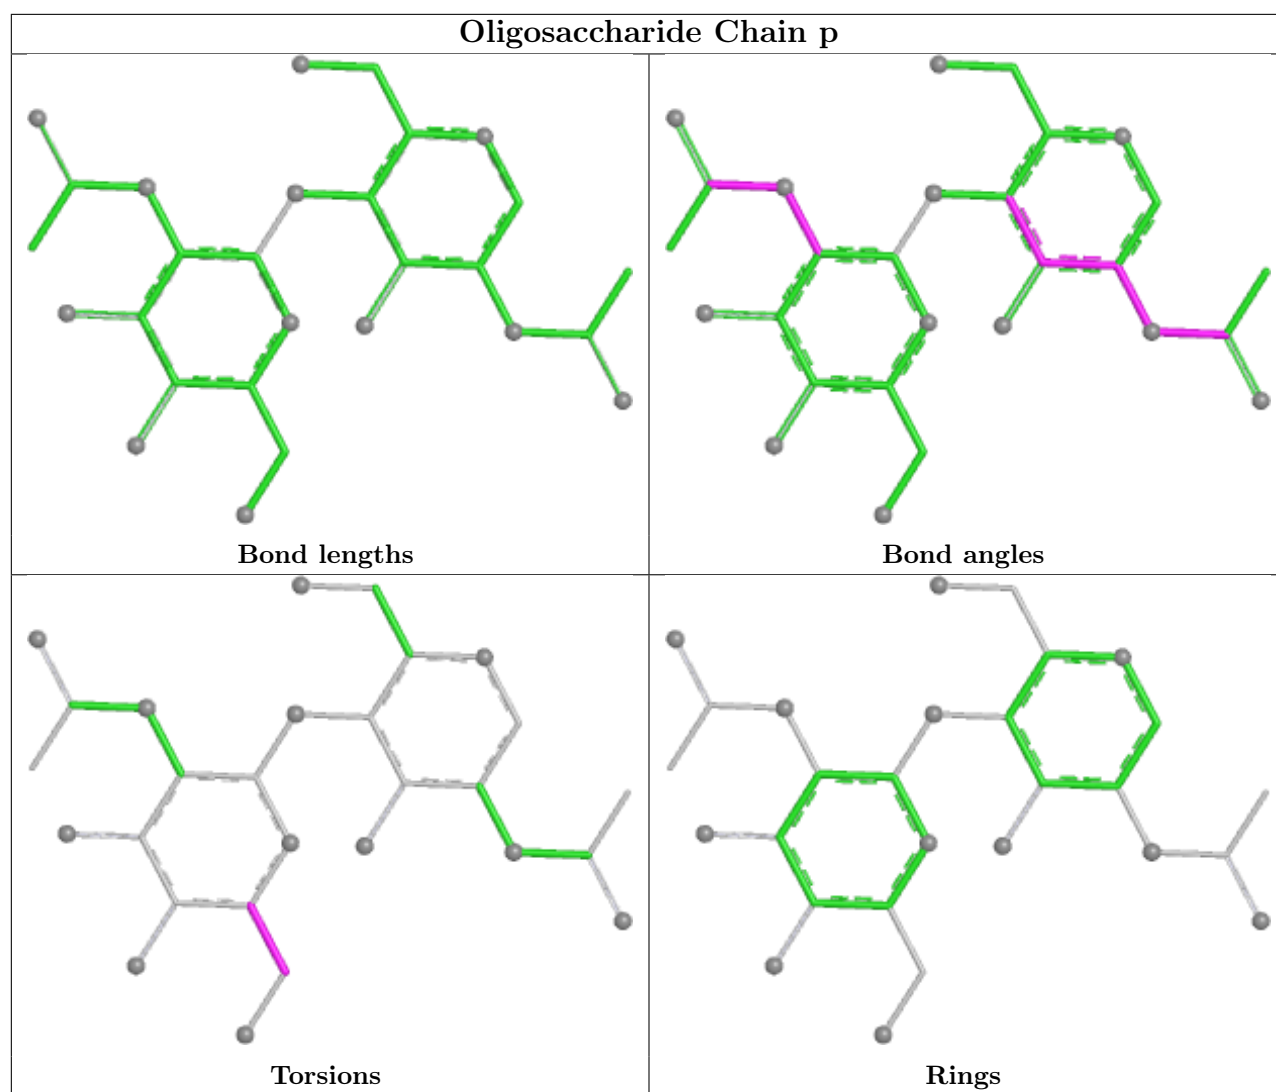 Oligosaccharide Chain p
Bond lengths
Bond angles
Torsions
Rings